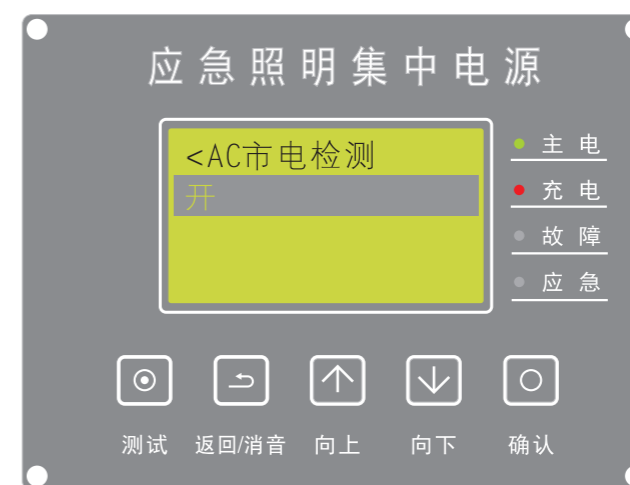 应急照明集中电源
<AC市电检测
开
主电
充电
故障
应急
测试 返回/消音 向上 向下 确认